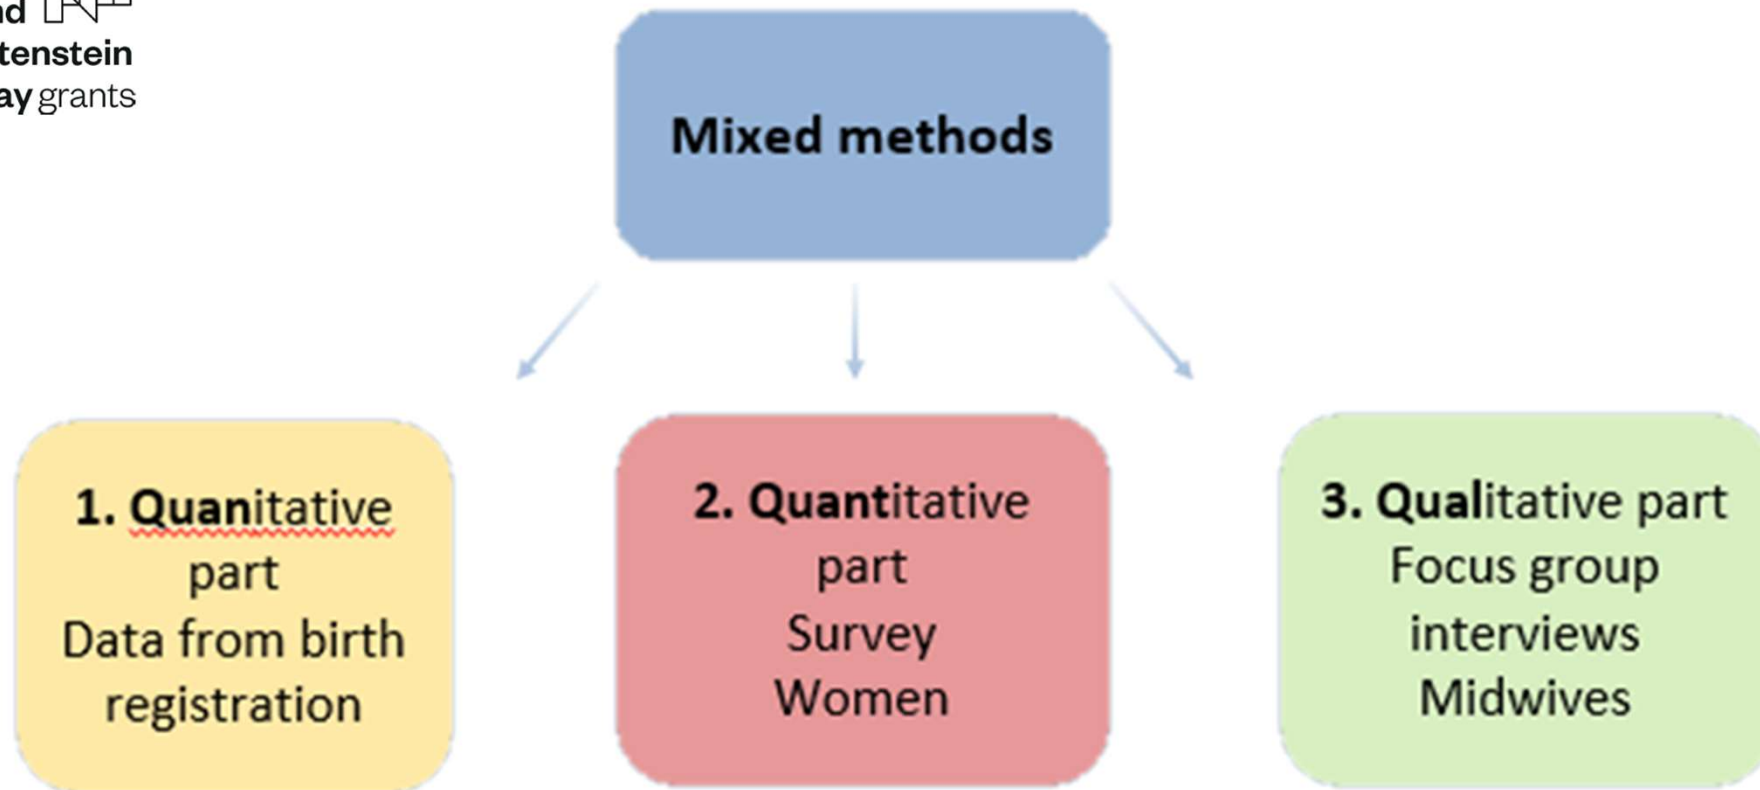 tenstein
ay grants
Mixed methods
1. Quanitative
part
Data from birth
registration
2. Quantitative
part
Survey
Women
3. Qualitative part
Focus group
interviews
Midwives